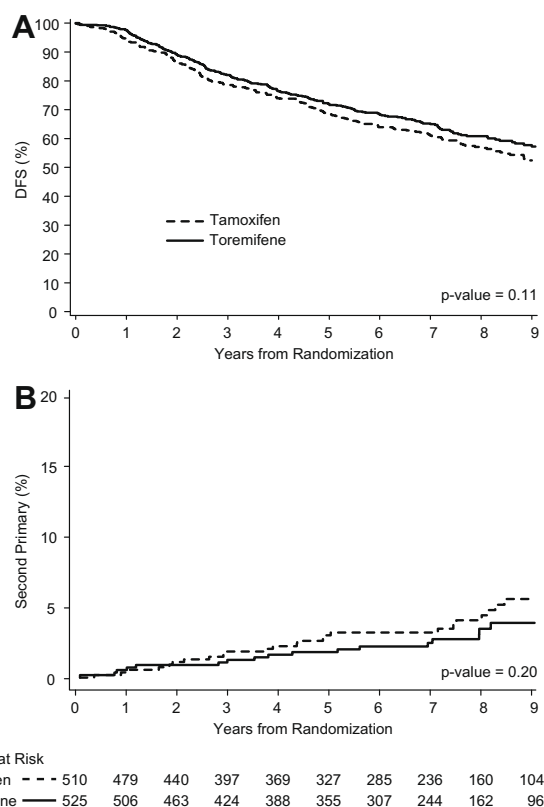 A
100
90
80
70
60
50
40
30
20
10
0
DFS (%)
Tamoxifen
Toremifene
p-value = 0.11
0 1 2 3 4 5 6 7 8 9
Years from Randomization
B
20
15
10
5
0
Second Primary (%)
p-value = 0.20
0 1 2 3 4 5 6 7 8 9
Years from Randomization
at Risk
en 510 479 440 397 369 327 285 236 160 104
ne 525 506 463 424 388 355 307 244 162 96